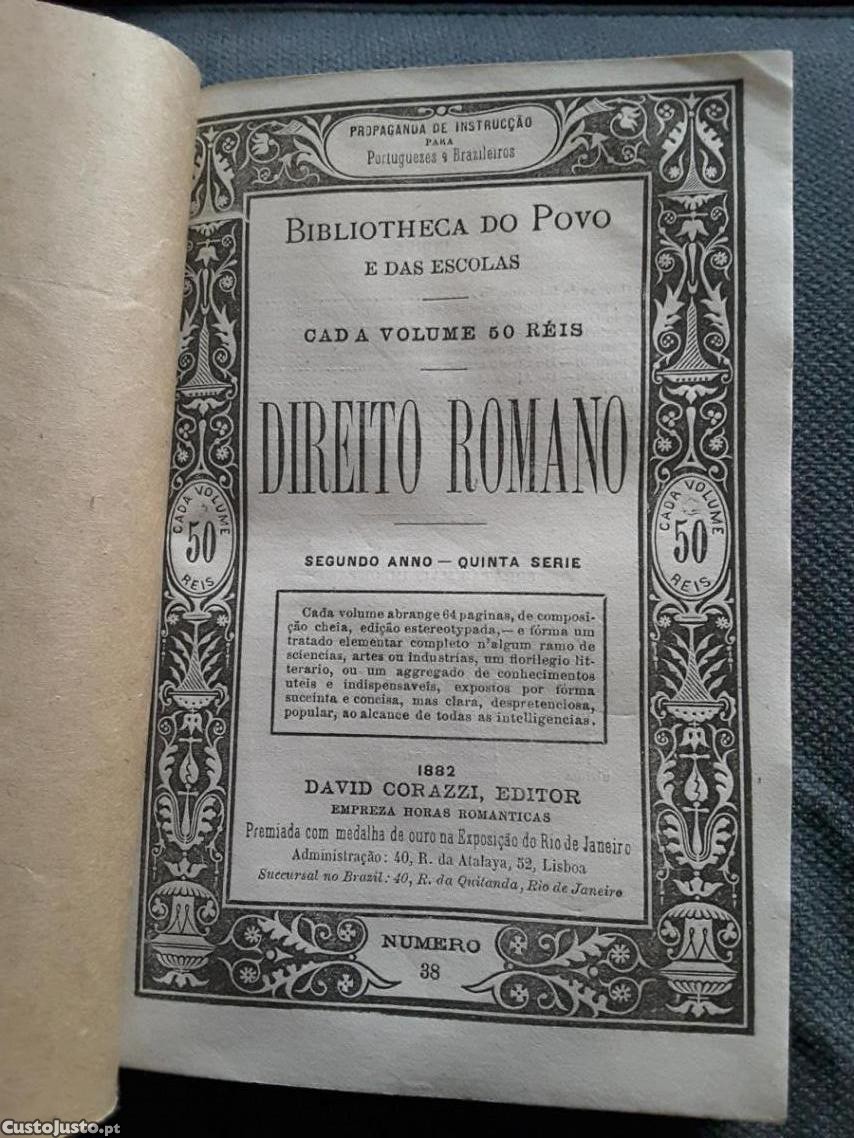 PROPAGANDA DE INSTRUCÇÃO
PARA
Portuguezes e Brazileiros
BIBLIOTHECA DO POVO
E DAS ESCOLAS
CADA VOLUME 50 RÉIS
DIREITO ROMANO
CADA VOLUME
50
REIS
CADA VOLUME
50
REIS
SEGUNDO ANNO — QUINTA SERIE
Cada volume abrange 64 paginas, de composi-
ção cheia, edição estereotypada,— e fórma um
tratado elementar completo n'algum ramo de
sciencias, artes ou industrias, um florilegio lit-
terario, ou um aggregado de conhecimentos
uteis e indispensaveis, expostos por fórma
succinta e concisa, mas clara, despretenciosa,
popular, ao alcance de todas as intelligencias.
1882
DAVID CORAZZI, EDITOR
EMPREZA HORAS ROMANTICAS
Premiada com medalha de ouro na Exposição do Rio de Janeiro
Administração: 40, R. da Atalaya, 52, Lisboa
Succursal no Brazil: 40, R. da Quitanda, Rio de Janeiro
NUMERO
38
CustoJusto.pt